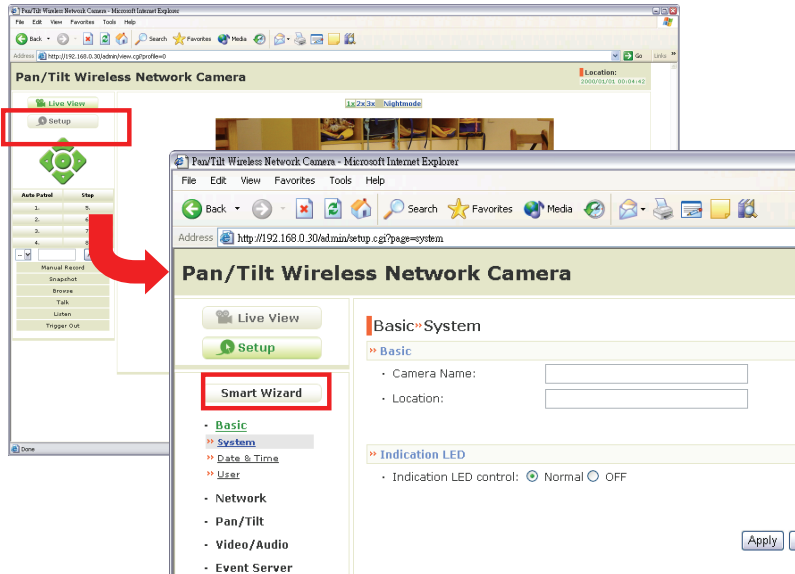 Pan/Tilt Wireless Network Camera - Microsoft Internet Explorer
File Edit View Favorites Tools Help
Back Search Favorites Media
Address http://192.168.0.30/admin/view.cgi?profile=0 Go Links »
Pan/Tilt Wireless Network Camera
Location:
2000/01/01 00:04:42
Live View
Setup
1x 2x 3x Nightmode
Auto Patrol Step
1. 5.
2. 6
3. 7
4. 8
--
Manual Record
Snapshot
Browse
Talk
Listen
Trigger Out
Done
Pan/Tilt Wireless Network Camera - Microsoft Internet Explorer
File Edit View Favorites Tools Help
Back Search Favorites Media
Address http://192.168.0.30/admin/setup.cgi?page=system
Pan/Tilt Wireless Network Camera
Live View
Setup
Smart Wizard
· Basic
» System
» Date & Time
» User
· Network
· Pan/Tilt
· Video/Audio
· Event Server
Basic»System
» Basic
· Camera Name:
· Location:
» Indication LED
· Indication LED control: Normal OFF
Apply